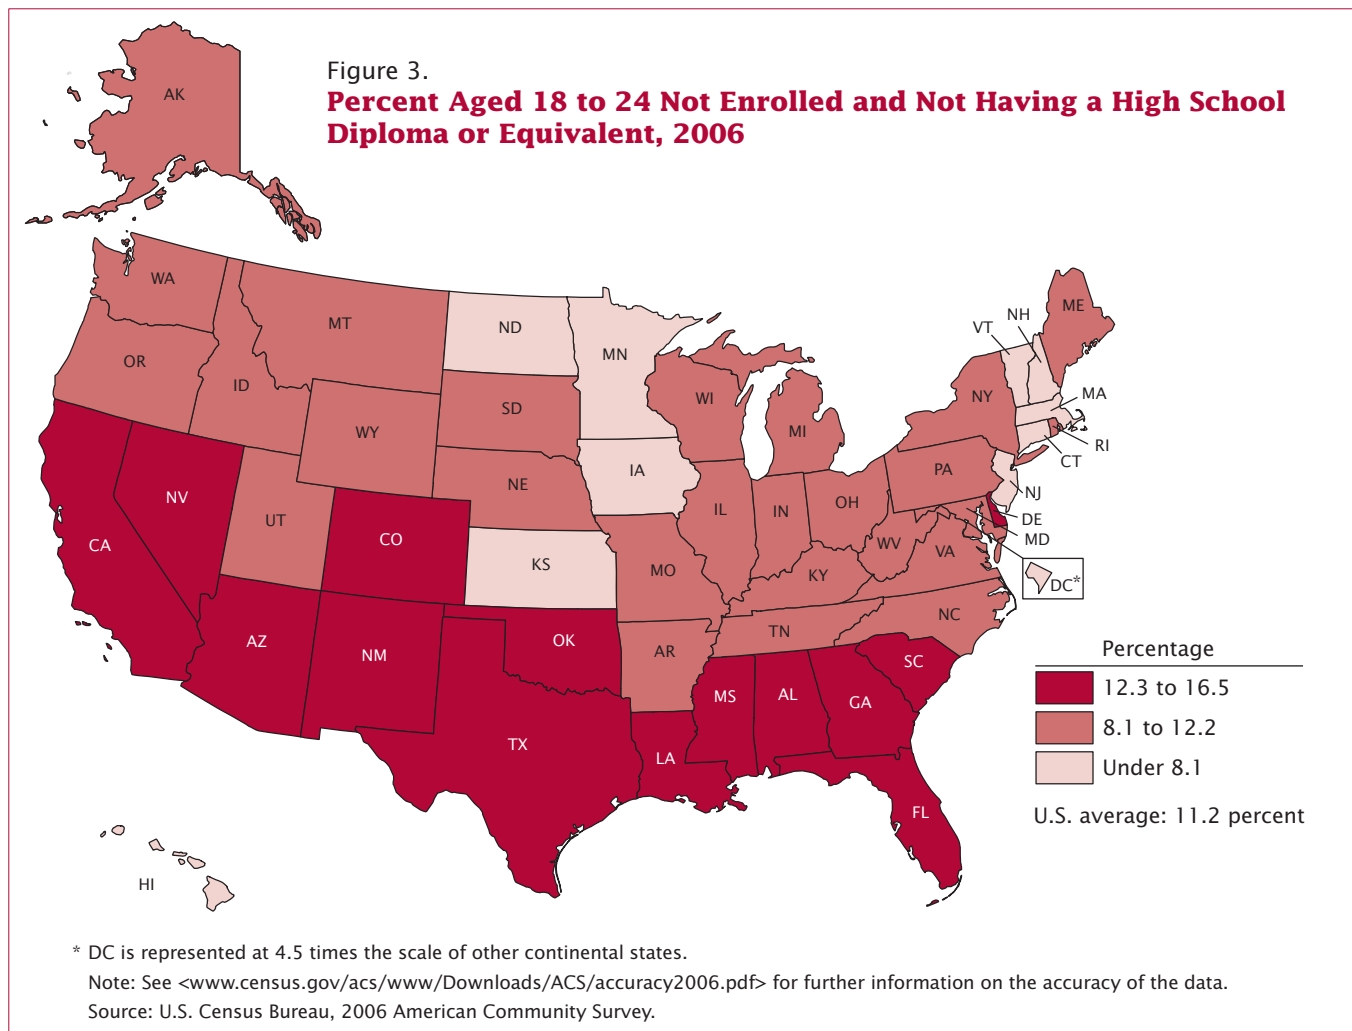 Figure 3.
Percent Aged 18 to 24 Not Enrolled and Not Having a High School
Diploma or Equivalent, 2006
AK
WA
MT
ND
MN
VT
NH
ME
OR
ID
SD
WI
MI
NY
MA
WY
RI
CT
IA
PA
NE
NJ
NV
UT
CO
IL
IN
OH
DE
MD
CA
KS
MO
WV
VA
KY
DC*
AZ
NM
OK
AR
TN
NC
SC
MS
AL
GA
TX
LA
FL
HI
Percentage
12.3 to 16.5
8.1 to 12.2
Under 8.1
U.S. average: 11.2 percent
* DC is represented at 4.5 times the scale of other continental states.
Note: See <www.census.gov/acs/www/Downloads/ACS/accuracy2006.pdf> for further information on the accuracy of the data.
Source: U.S. Census Bureau, 2006 American Community Survey.